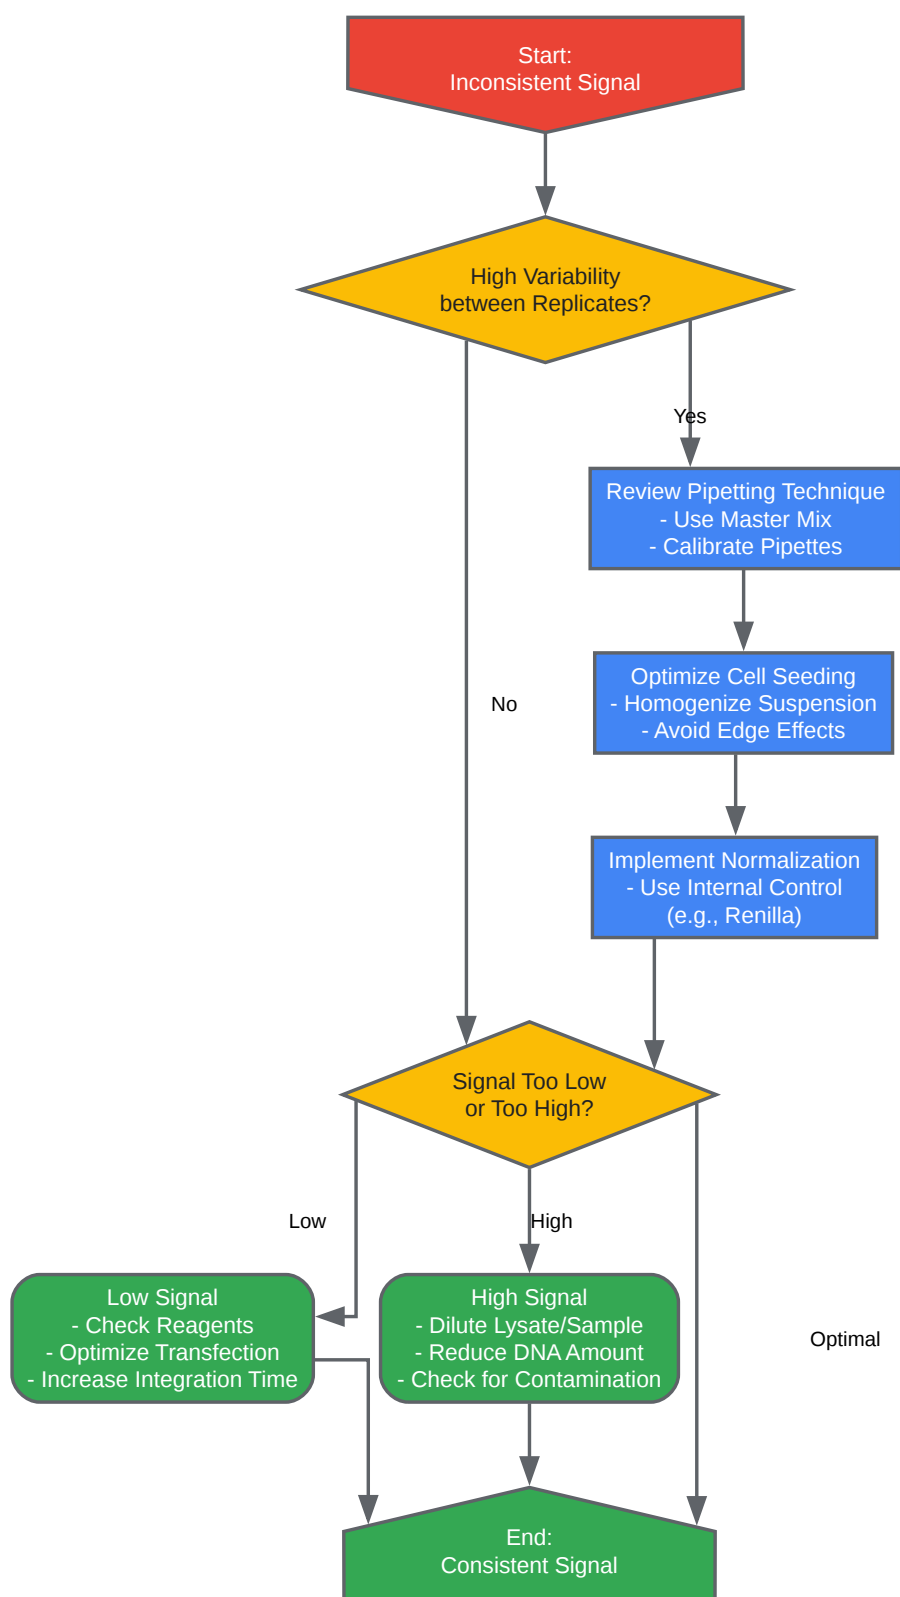 Start:
Inconsistent Signal
High Variability
between Replicates?
Yes
Review Pipetting Technique
- Use Master Mix
- Calibrate Pipettes
Optimize Cell Seeding
- Homogenize Suspension
- Avoid Edge Effects
No
Implement Normalization
- Use Internal Control
(e.g., Renilla)
Signal Too Low
or Too High?
Low
High
Optimal
Low Signal
- Check Reagents
- Optimize Transfection
- Increase Integration Time
High Signal
- Dilute Lysate/Sample
- Reduce DNA Amount
- Check for Contamination
End:
Consistent Signal